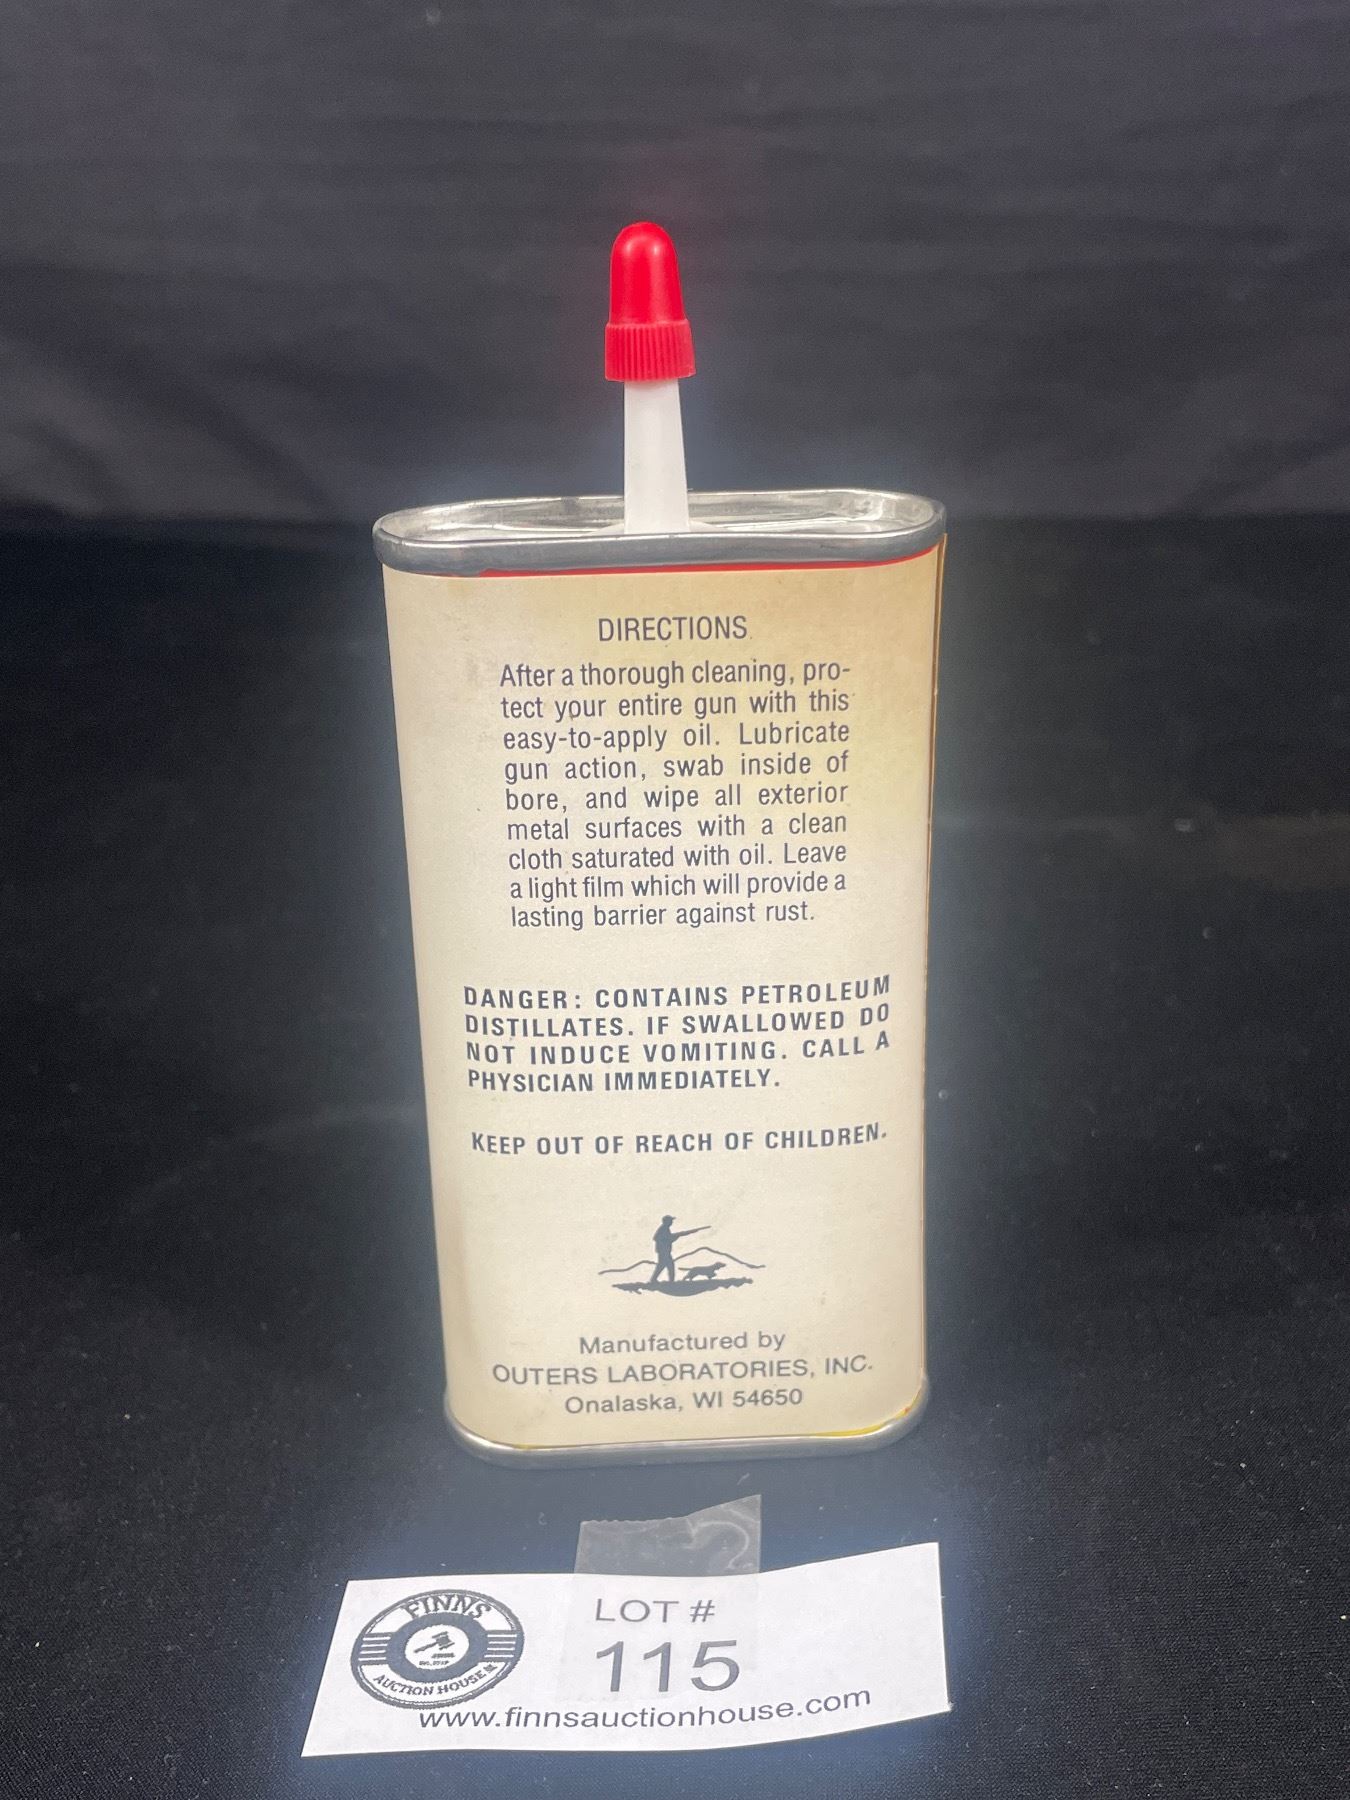 DIRECTIONS
After a thorough cleaning, pro-
tect your entire gun with this
easy-to-apply oil. Lubricate
gun action, swab inside of
bore, and wipe all exterior
metal surfaces with a clean
cloth saturated with oil. Leave
a light film which will provide a
lasting barrier against rust.
DANGER: CONTAINS PETROLEUM
DISTILLATES. IF SWALLOWED DO
NOT INDUCE VOMITING. CALL A
PHYSICIAN IMMEDIATELY.
KEEP OUT OF REACH OF CHILDREN.
Manufactured by
OUTERS LABORATORIES, INC.
Onalaska, WI 54650
FINNS
AUCTION HOUSE
LOT #
115
www.finnsauctionhouse.com